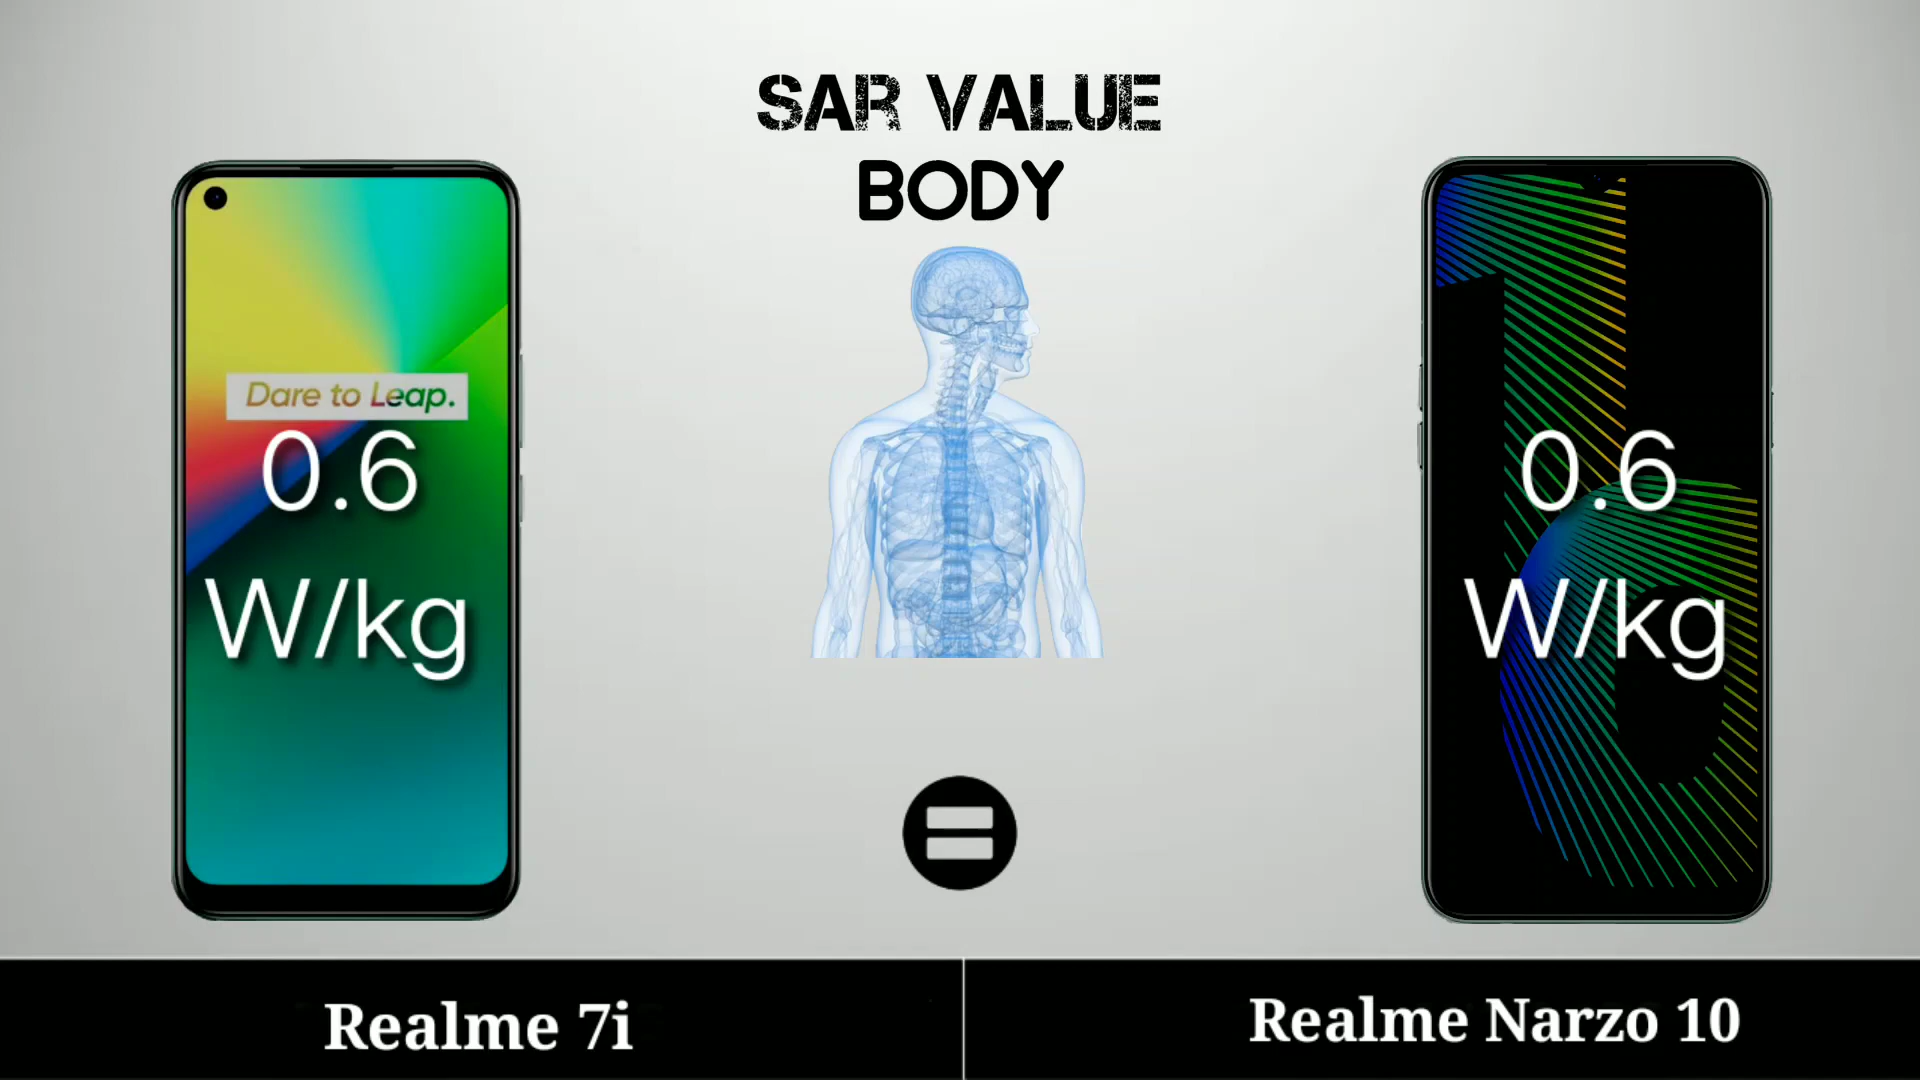 SAR VALUE
BODY
Dare to Leap.
0.6
W/kg
0.6
W/kg
Realme 7i
Realme Narzo 10